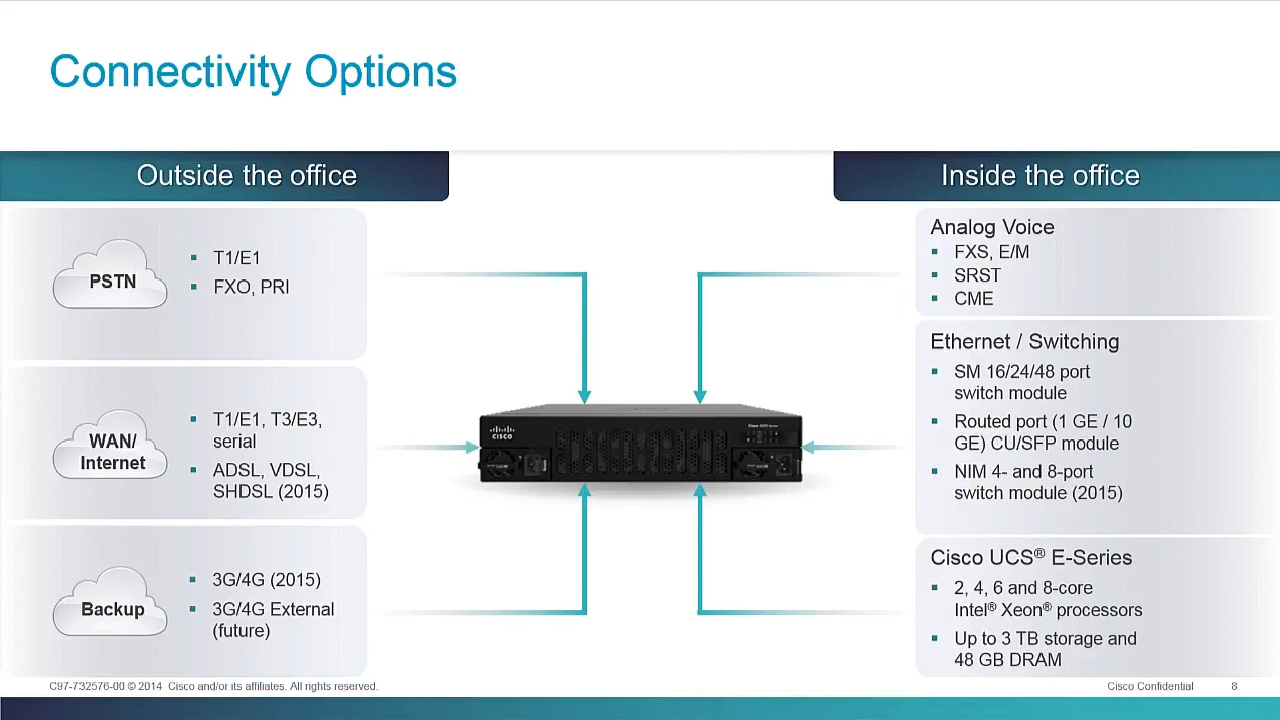 Connectivity Options
Outside the office
PSTN
▪ T1/E1
▪ FXO, PRI
WAN/
Internet
▪ T1/E1, T3/E3,
serial
▪ ADSL, VDSL,
SHDSL (2015)
Backup
▪ 3G/4G (2015)
▪ 3G/4G External
(future)
CISCO
Inside the office
Analog Voice
▪ FXS, E/M
▪ SRST
▪ CME
Ethernet / Switching
▪ SM 16/24/48 port
switch module
▪ Routed port (1 GE / 10
GE) CU/SFP module
▪ NIM 4- and 8-port
switch module (2015)
Cisco UCS® E-Series
▪ 2, 4, 6 and 8-core
Intel® Xeon® processors
▪ Up to 3 TB storage and
48 GB DRAM
C97-732576-00 © 2014 Cisco and/or its affiliates. All rights reserved.
Cisco Confidential 8